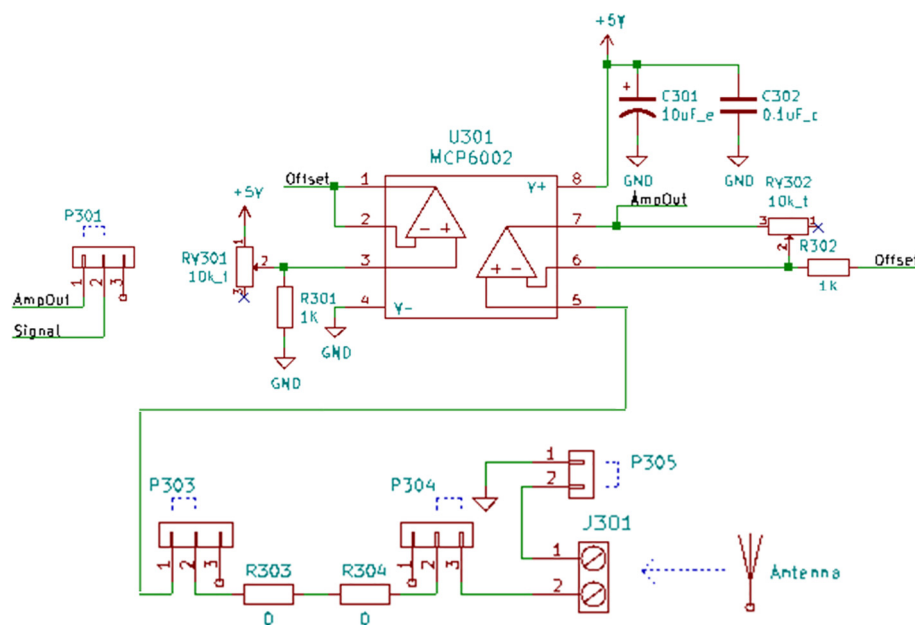 +5V
C301
10uF_e
C302
0.1uF_c
GND
GND
U301
MCP6002
Offset
1
V+
8
2
7
AmpOut
RV302
10k_t
3
1
2
3
6
R302
1K
Offset
4
V-
5
GND
+5V
1
RV301
10k_t
2
3
R301
1K
GND
P301
1
2
3
AmpOut
Signal
P303
1
2
3
R303
0
R304
0
P304
1
2
3
1
2
P305
J301
1
2
Antenna